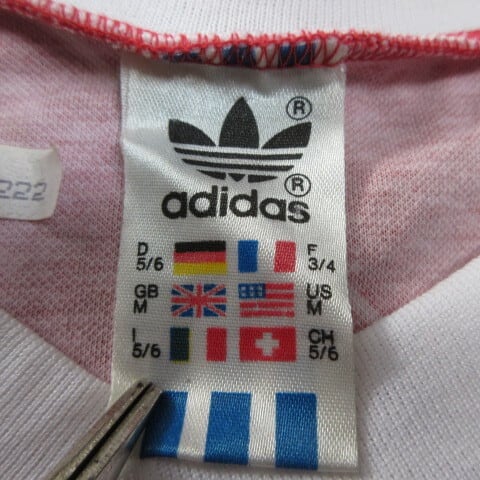 ®
®
adidas
D 5/6 F 3/4
GB M US M
I 5/6 CH 5/6
222